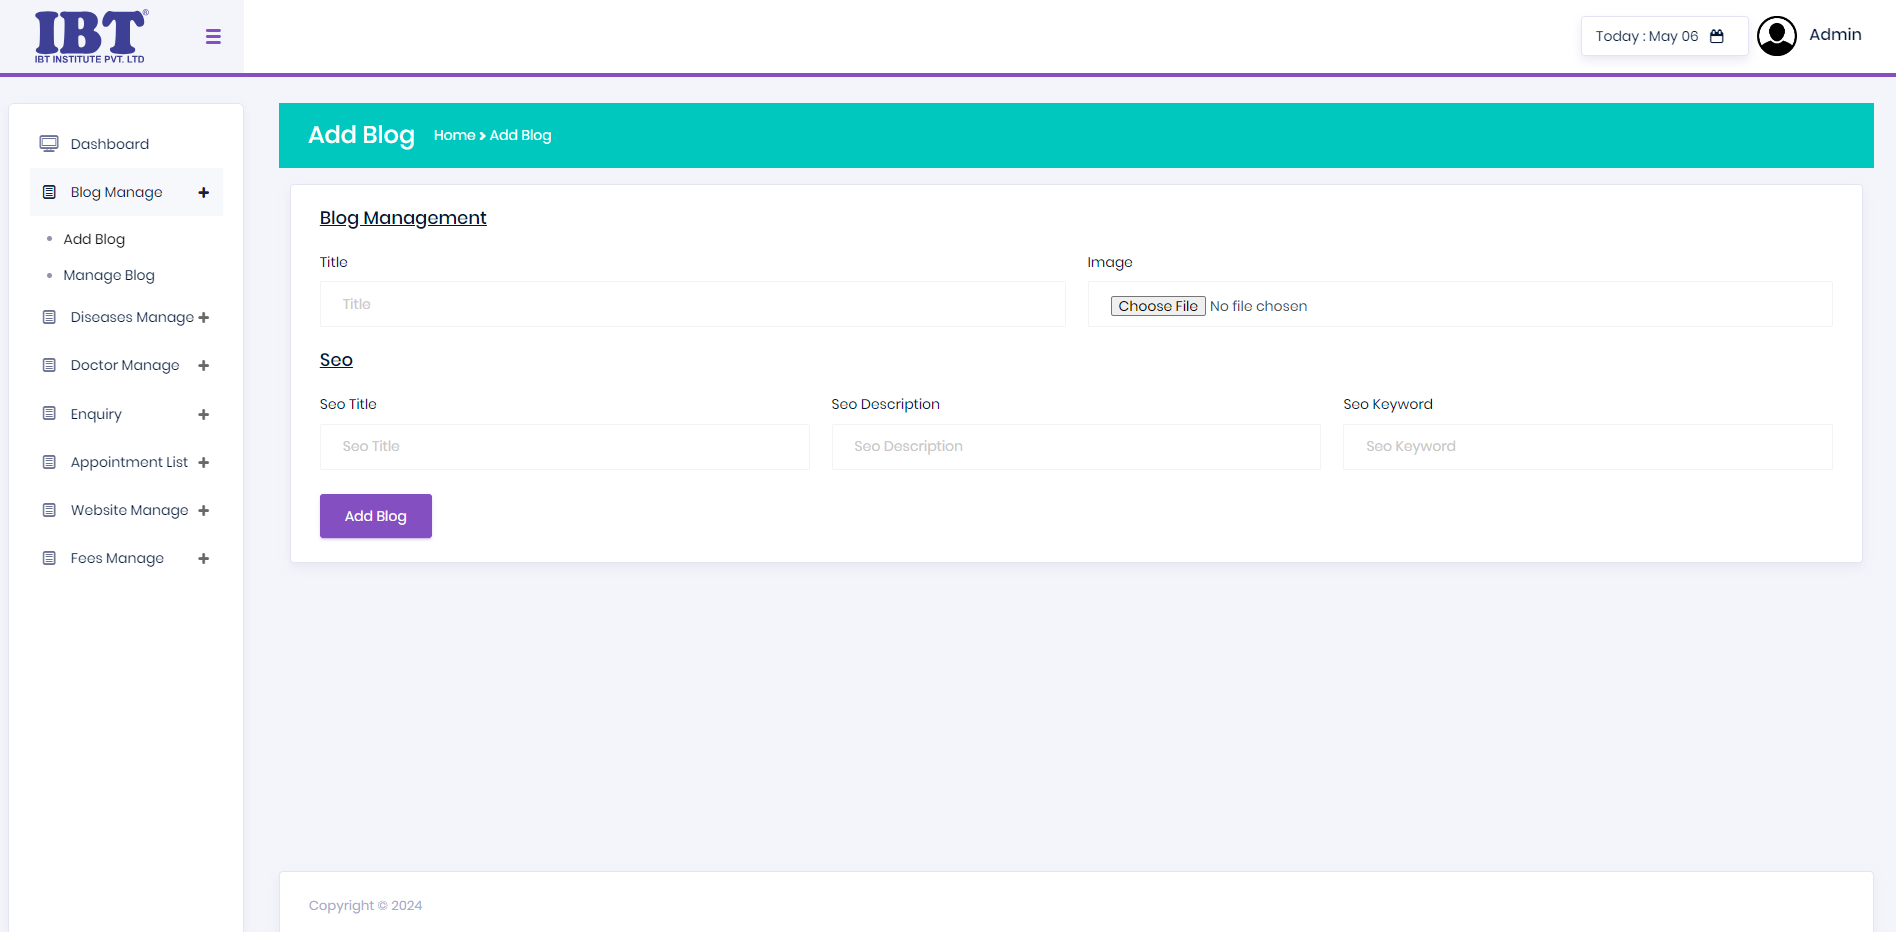 IBT®
IBT INSTITUTE PVT. LTD
Today : May 06
Admin
Dashboard
Blog Manage
Add Blog
Manage Blog
Diseases Manage
Doctor Manage
Enquiry
Appointment List
Website Manage
Fees Manage
Add Blog Home > Add Blog
Blog Management
Title Image
Title Choose File No file chosen
Seo
Seo Title Seo Description Seo Keyword
Seo Title Seo Description Seo Keyword
Add Blog
Copyright © 2024